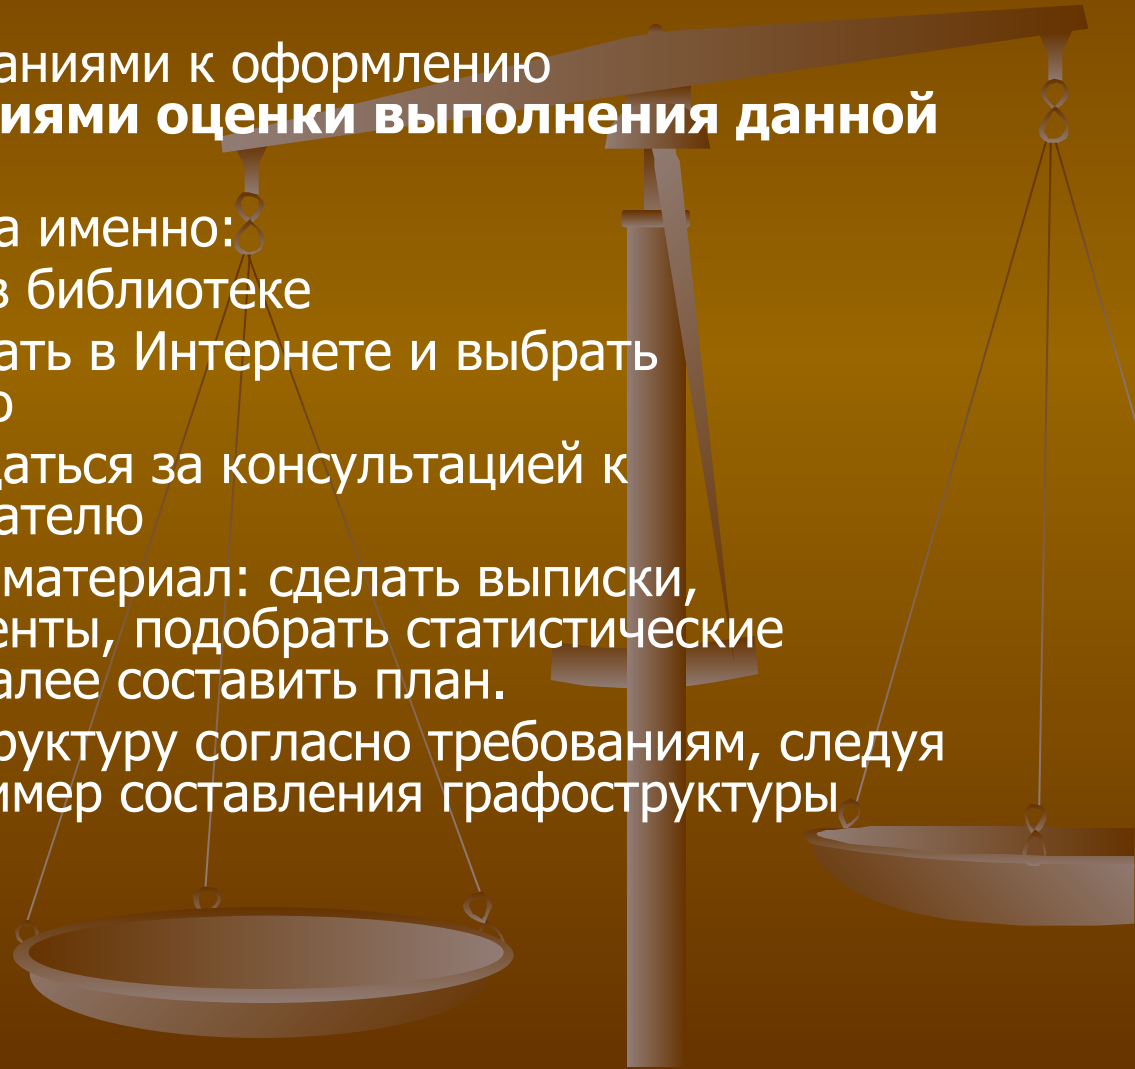 аниями к оформлению
иями оценки выполнения данной
а именно:
в библиотеке
ать в Интернете и выбрать
о
даться за консультацией к
ателю
материал: сделать выписки,
енты, подобрать статистические
алее составить план.
руктуру согласно требованиям, следуя
имер составления графоструктуры